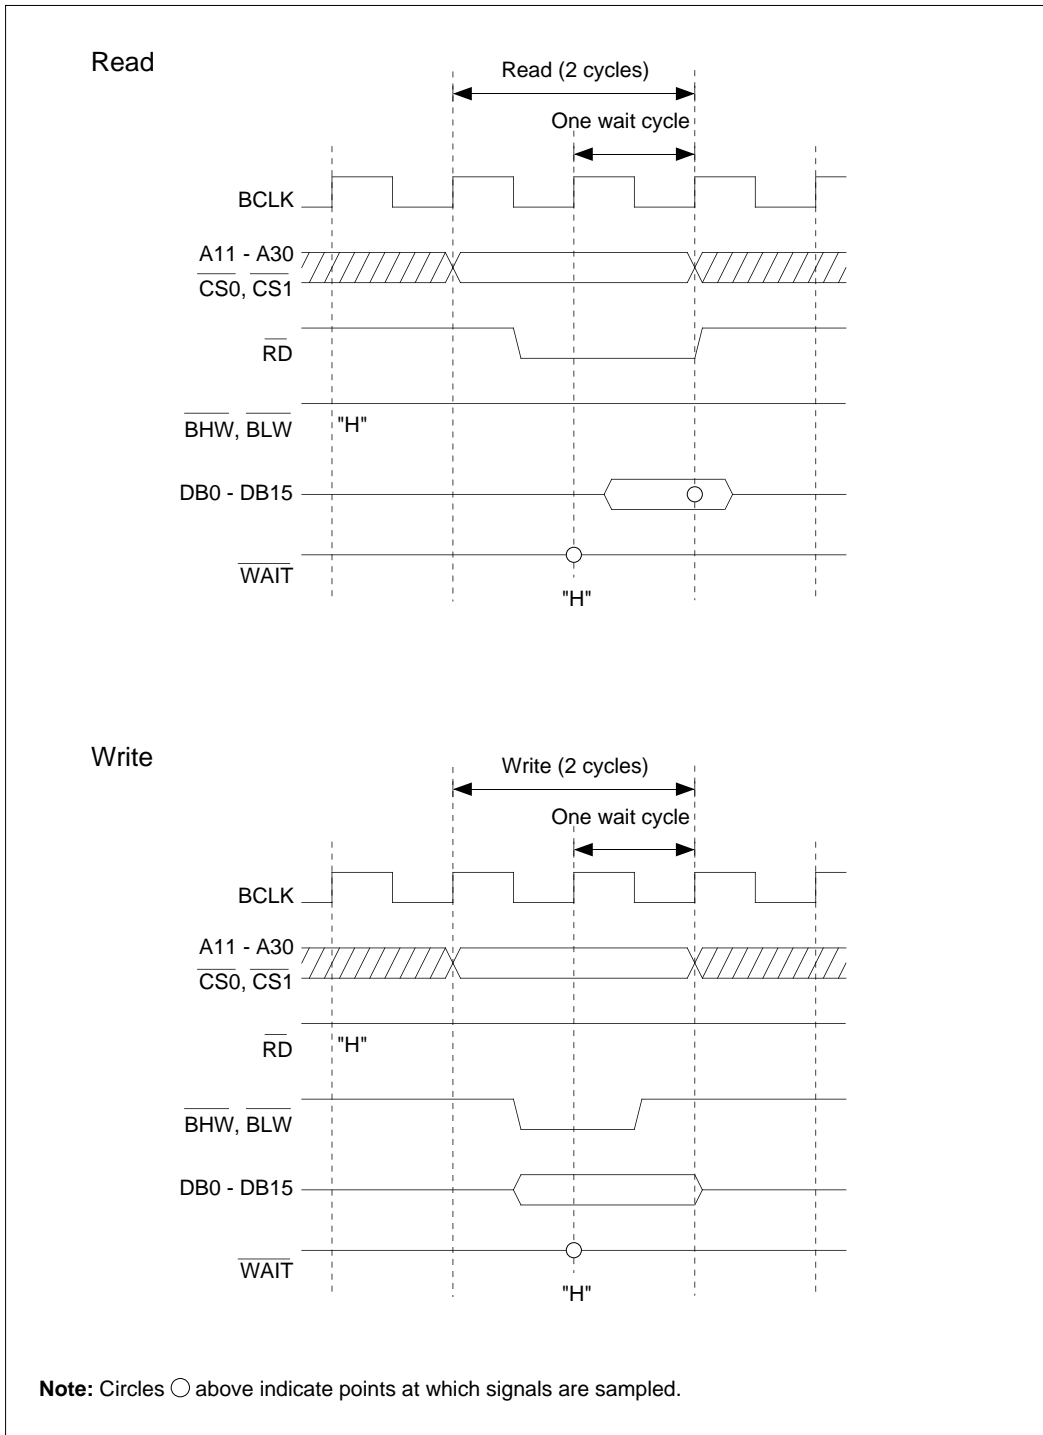 Read
Read (2 cycles)
One wait cycle
BCLK
A11 - A30
CS0, CS1
RD
BHW, BLW
"H"
DB0 - DB15
WAIT
"H"
Write
Write (2 cycles)
One wait cycle
BCLK
A11 - A30
CS0, CS1
RD
"H"
BHW, BLW
DB0 - DB15
WAIT
"H"
Note: Circles ○ above indicate points at which signals are sampled.